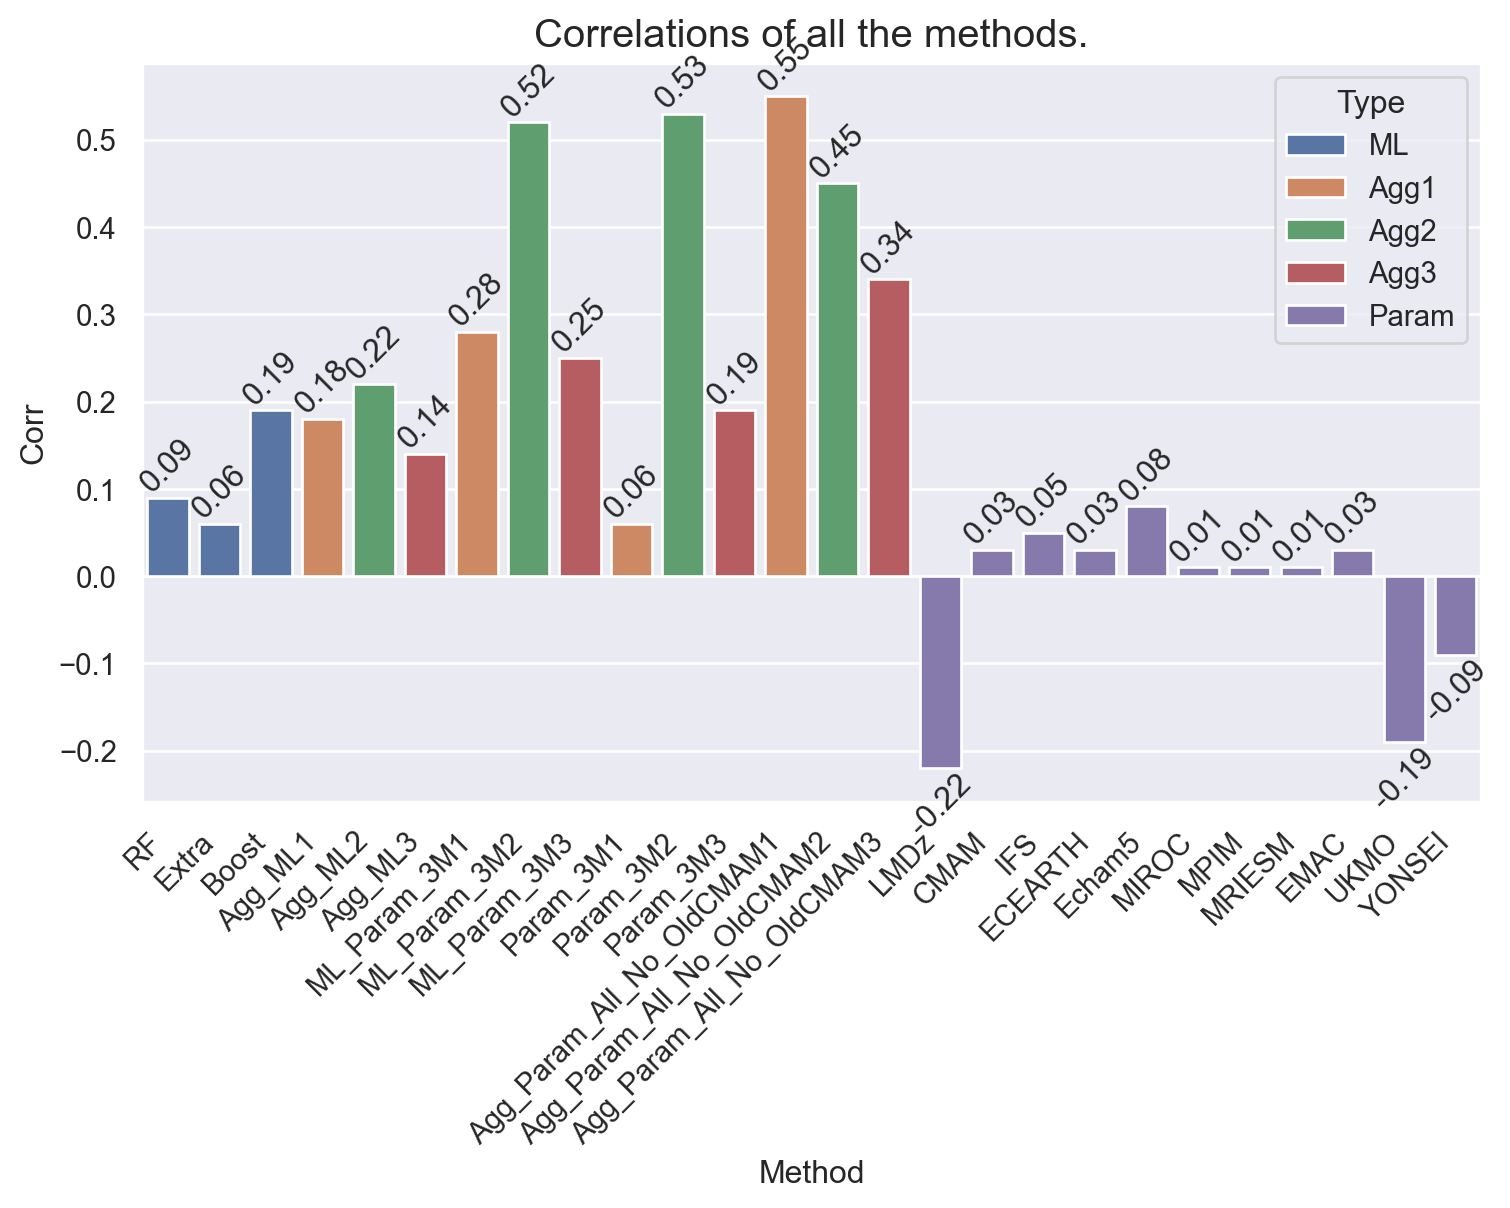 Correlations of all the methods.
Corr
0.5
0.4
0.3
0.2
0.1
0.0
−0.1
−0.2
0.09
0.06
0.19
0.18
0.22
0.14
0.28
0.52
0.25
0.06
0.53
0.19
0.55
0.45
0.34
-0.22
0.03
0.05
0.03
0.08
0.01
0.01
0.01
0.03
-0.19
-0.09
Type
ML
Agg1
Agg2
Agg3
Param
RF
Extra
Boost
Agg_ML1
Agg_ML2
Agg_ML3
ML_Param_3M1
ML_Param_3M2
ML_Param_3M3
Param_3M1
Param_3M2
Param_3M3
Agg_Param_All_No_OldCMAM1
Agg_Param_All_No_OldCMAM2
Agg_Param_All_No_OldCMAM3
LMDz
CMAM
IFS
ECEARTH
Echam5
MIROC
MPIM
MRIESM
EMAC
UKMO
YONSEI
Method